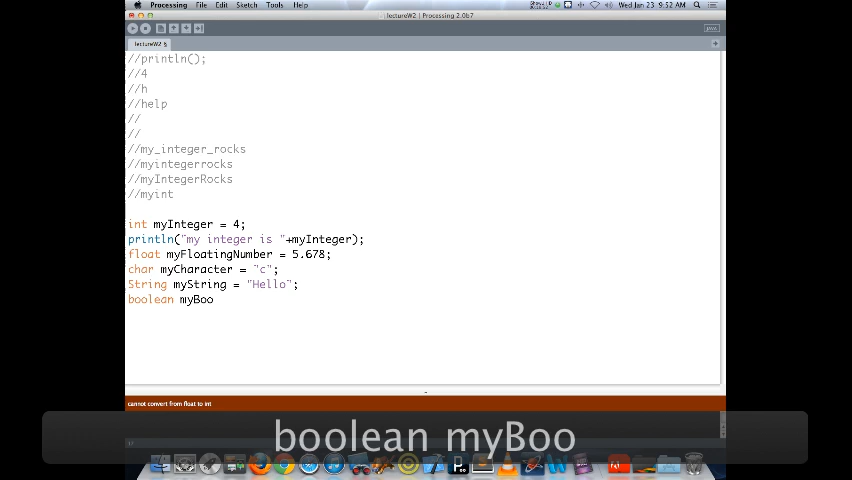 Processing File Edit Sketch Tools Help Wed Jan 23 9:52 AM
lectureW2 | Processing 2.0b7
JAVA
lectureW2 §
//println();
//4
//h
//help
//
//
//my_integer_rocks
//myintegerrocks
//myIntegerRocks
//myint
int myInteger = 4;
println("my integer is "+myInteger);
float myFloatingNumber = 5.678;
char myCharacter = "c";
String myString = "Hello";
boolean myBoo
cannot convert from float to int
boolean myBoo